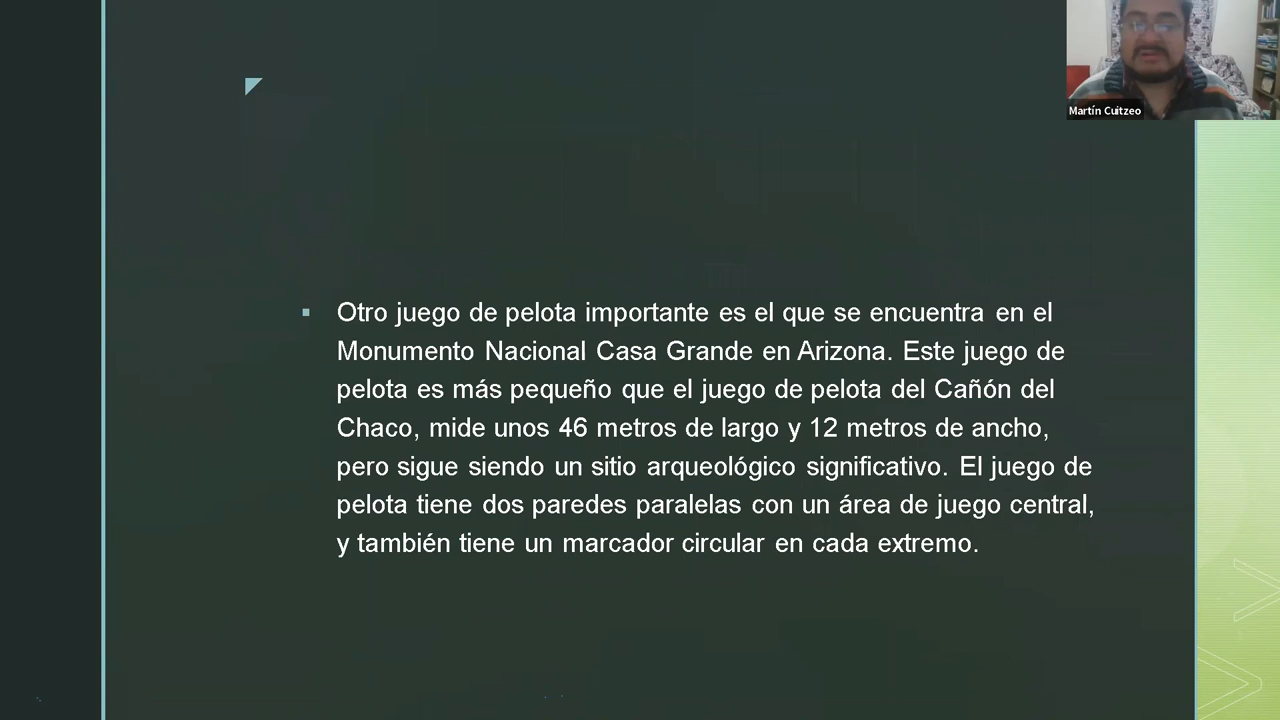 Martín Cuitzeo
Otro juego de pelota importante es el que se encuentra en el
Monumento Nacional Casa Grande en Arizona. Este juego de
pelota es más pequeño que el juego de pelota del Cañón del
Chaco, mide unos 46 metros de largo y 12 metros de ancho,
pero sigue siendo un sitio arqueológico significativo. El juego de
pelota tiene dos paredes paralelas con un área de juego central,
y también tiene un marcador circular en cada extremo.